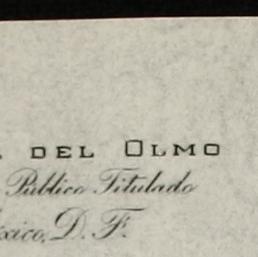 . DEL OLMO
Público Titulado
xico, D. F.